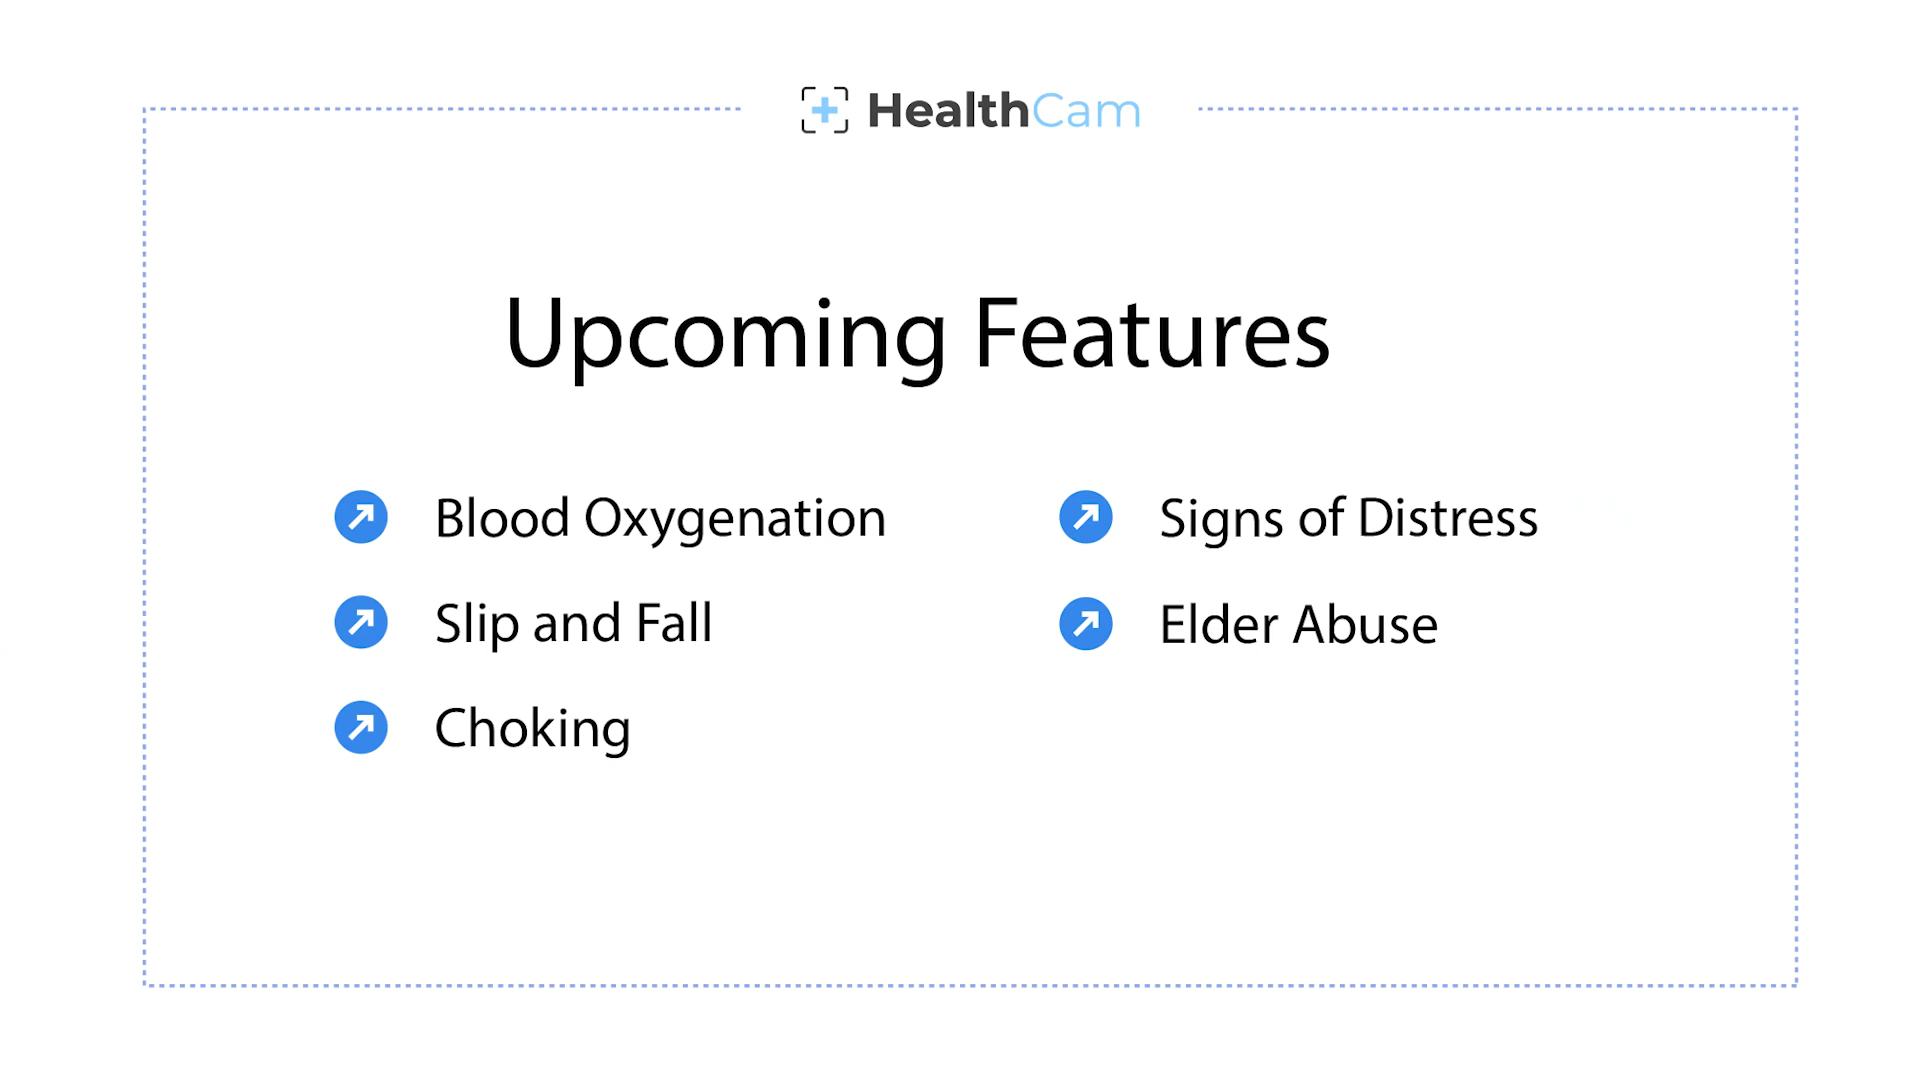 HealthCam
Upcoming Features
Blood Oxygenation
Slip and Fall
Choking
Signs of Distress
Elder Abuse